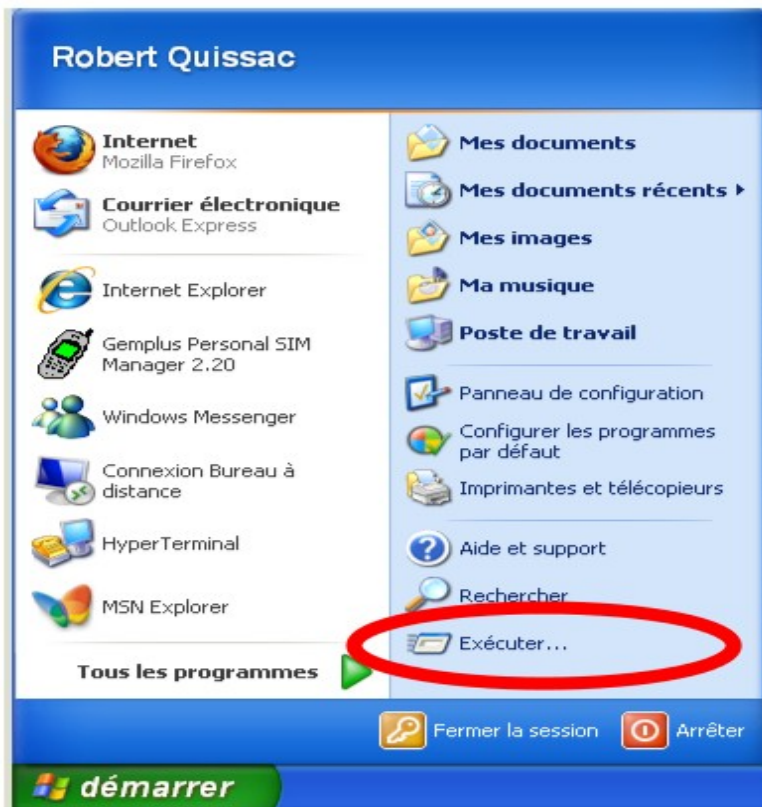 Robert Quissac
Internet
Mozilla Firefox
Courrier électronique
Outlook Express
Internet Explorer
Gemplus Personal SIM
Manager 2.20
Windows Messenger
Connexion Bureau à
distance
HyperTerminal
MSN Explorer
Tous les programmes
Mes documents
Mes documents récents
Mes images
Ma musique
Poste de travail
Panneau de configuration
Configurer les programmes
par défaut
Imprimantes et télécopieurs
Aide et support
Rechercher
Exécuter...
Fermer la session
Arrêter
démarrer